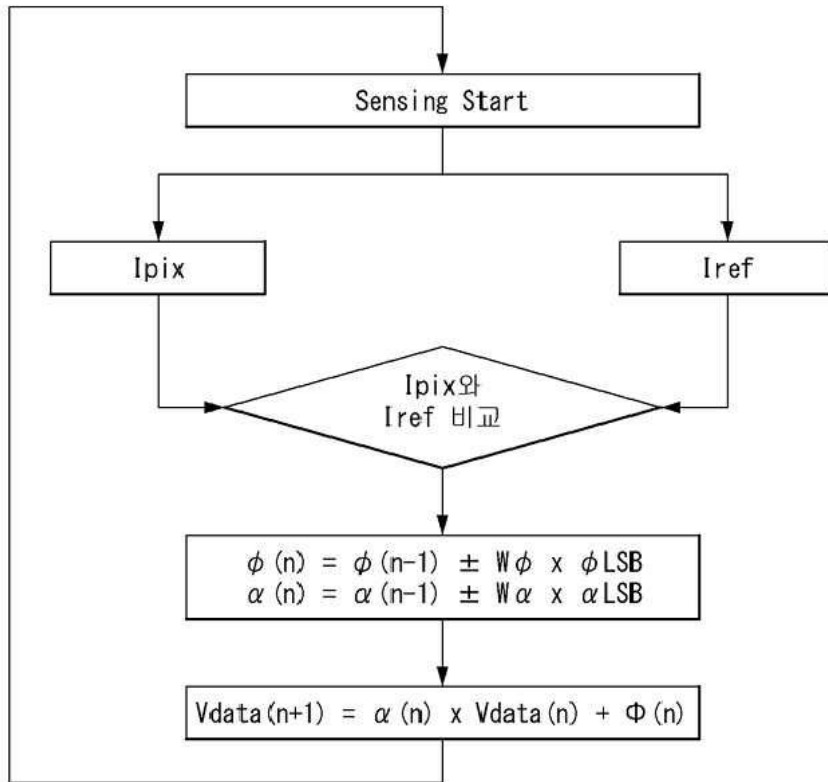 Sensing Start
Ipix
Iref
Ipix와
Iref 비교
ϕ(n) = ϕ(n-1) ± Wϕ x ϕLSB
α(n) = α(n-1) ± Wα x αLSB
Vdata(n+1) = α(n) x Vdata(n) + Φ(n)